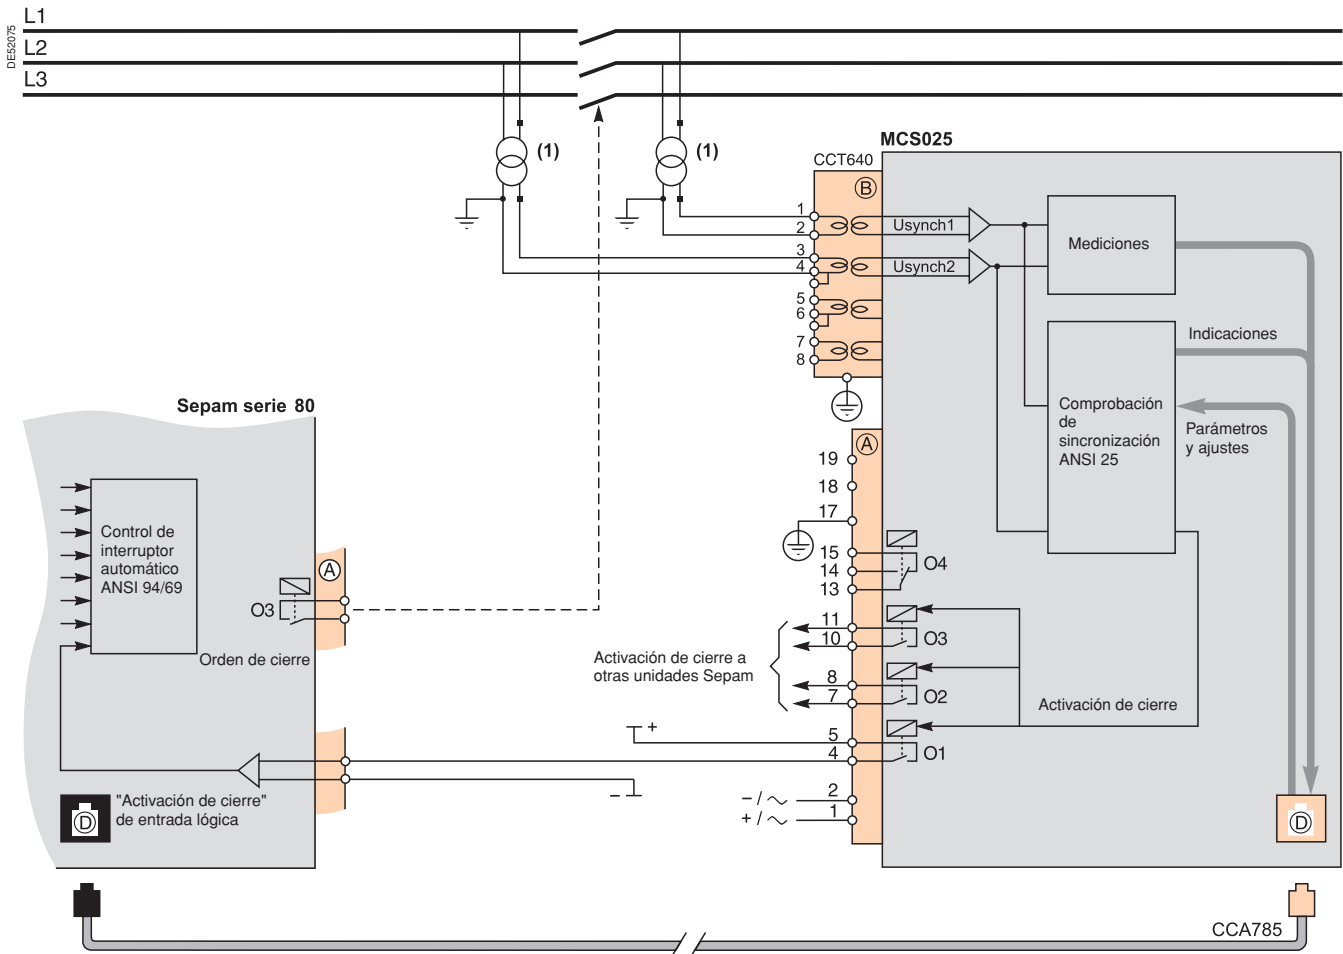 DE52075
L1
L2
L3
(1)
(1)
MCS025
CCT640
B
1
2
3
4
5
6
7
8
Usynch1
Usynch2
Mediciones
Indicaciones
Comprobación
de
sincronización
ANSI 25
Parámetros
y ajustes
Sepam serie 80
Control de
interruptor
automático
ANSI 94/69
A
O3
Orden de cierre
"Activación de cierre"
de entrada lógica
D
A
19
18
17
15
14
13
O4
11
10
O3
Activación de cierre a
otras unidades Sepam
8
7
O2
Activación de cierre
+
5
4
O1
–
– / ~
2
+ / ~
1
D
CCA785